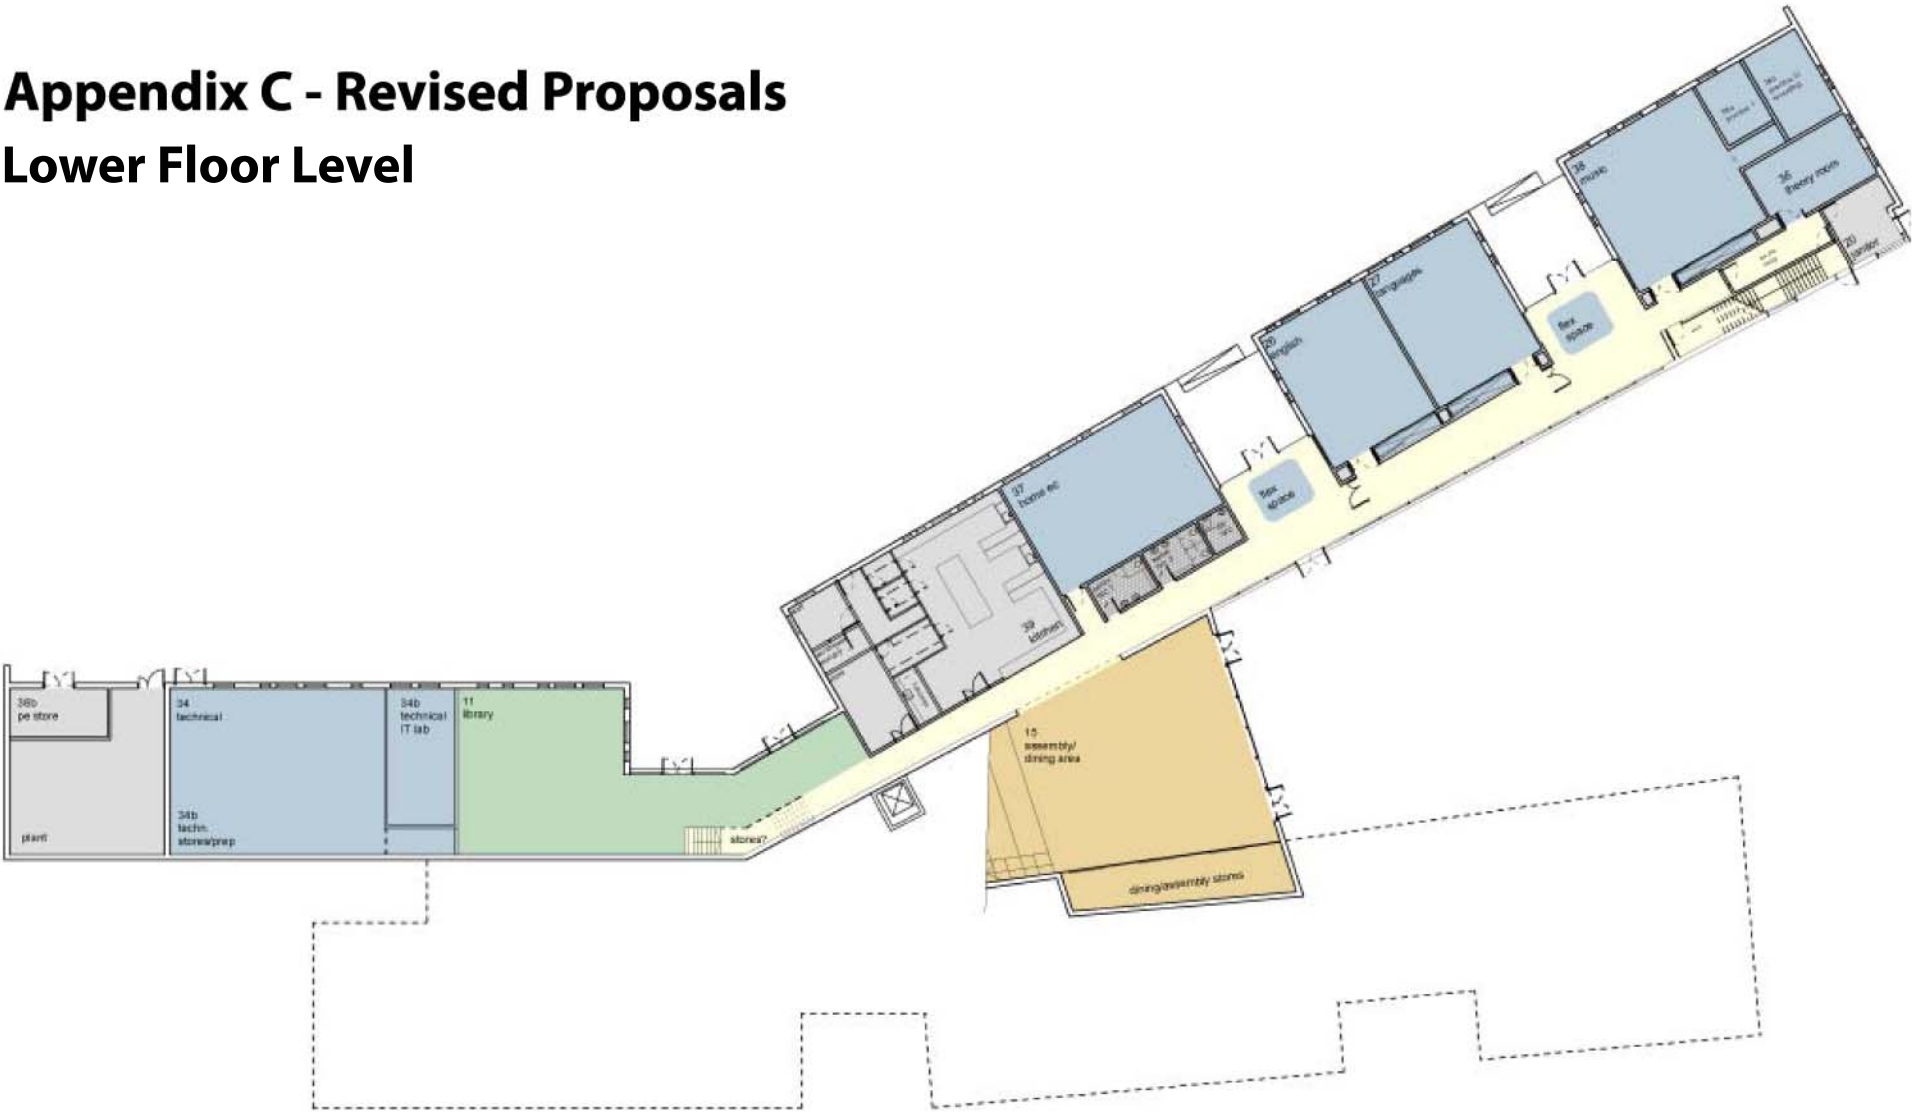 Appendix C - Revised Proposals
Lower Floor Level
38
music
36
theory room
20
janitor
27
languages
flex
space
26
english
37
home ec
flex
space
39
kitchen
36b
pe store
plant
34
technical
34b
techn.
stores/prep
34b
technical
IT lab
11
library
stores?
15
assembly/
dining area
dining/assembly stores